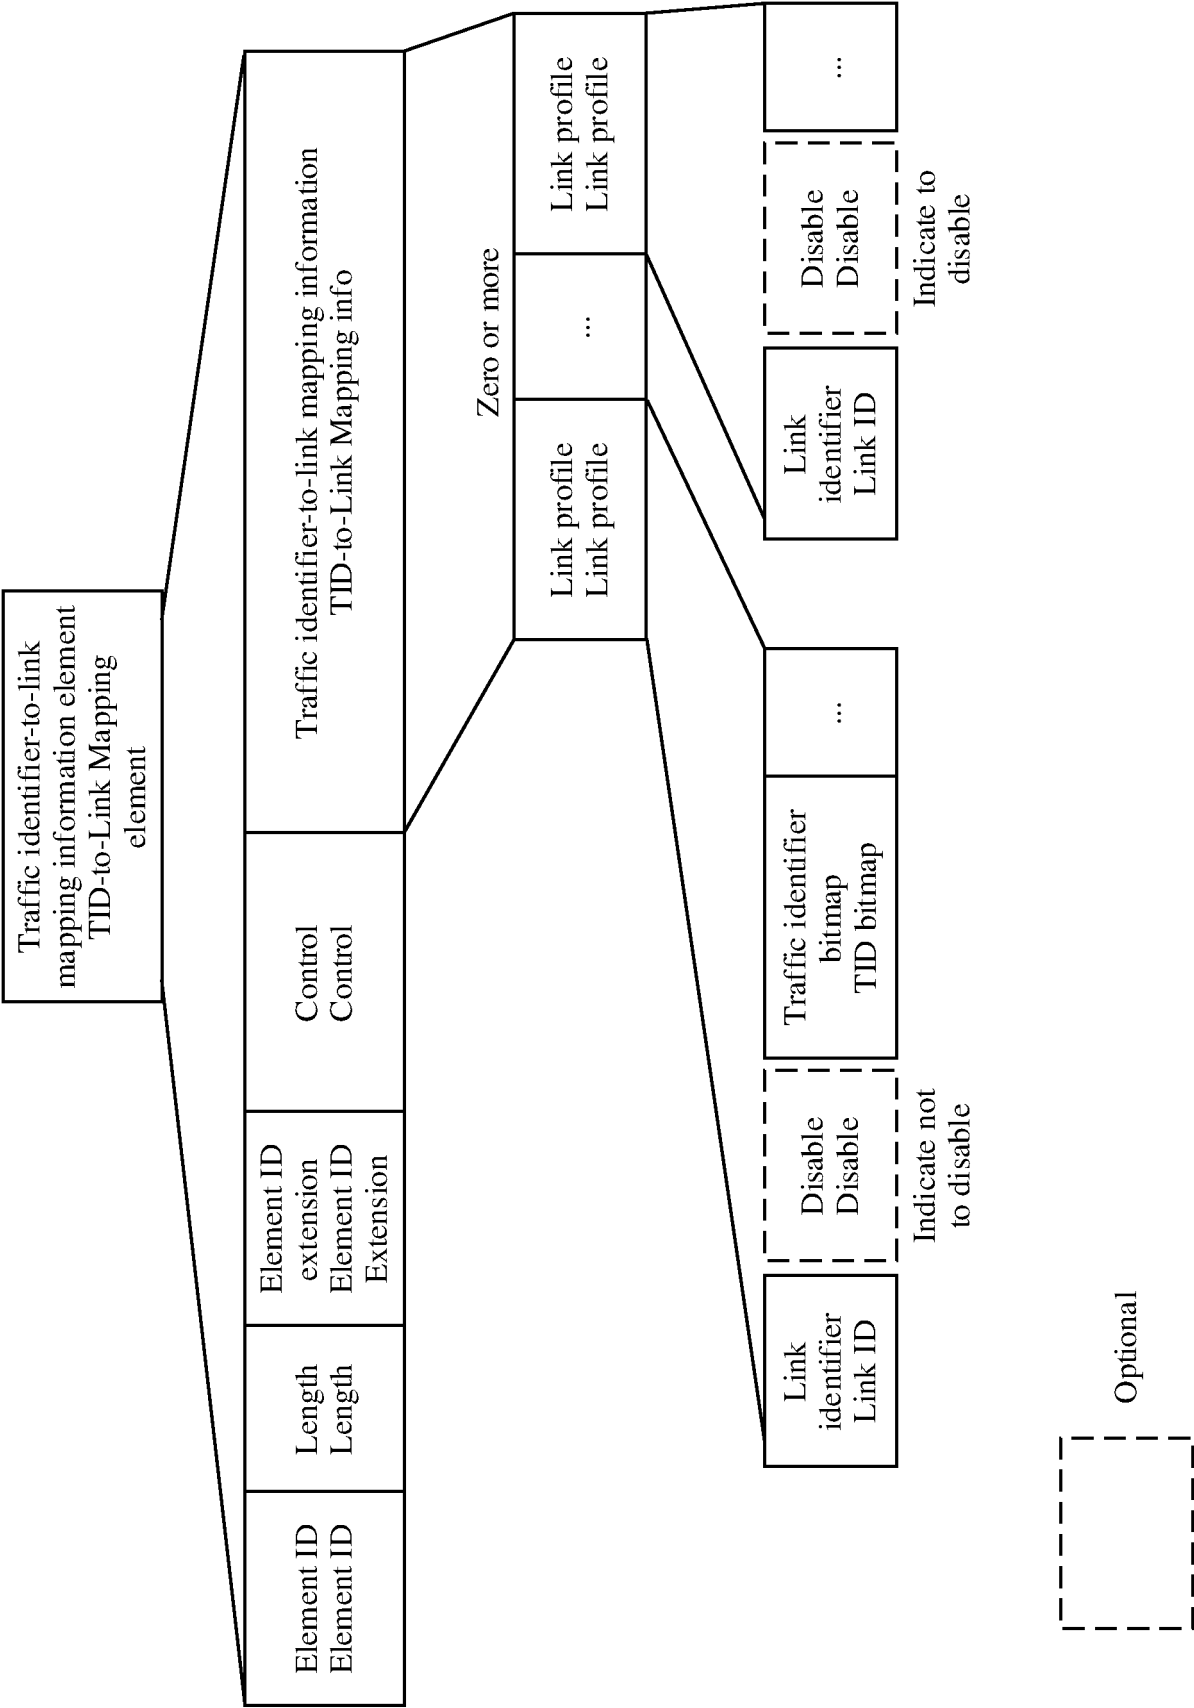 Traffic identifier-to-link
mapping information element
TID-to-Link Mapping
element
Element ID
Element ID
Length
Length
Element ID
extension
Element ID
Extension
Control
Control
Traffic identifier-to-link mapping information
TID-to-Link Mapping info
Zero or more
Link profile
Link profile
...
Link profile
Link profile
Link
identifier
Link ID
Disable
Disable
Indicate not
to disable
Traffic identifier
bitmap
TID bitmap
...
Link
identifier
Link ID
Disable
Disable
Indicate to
disable
...
Optional